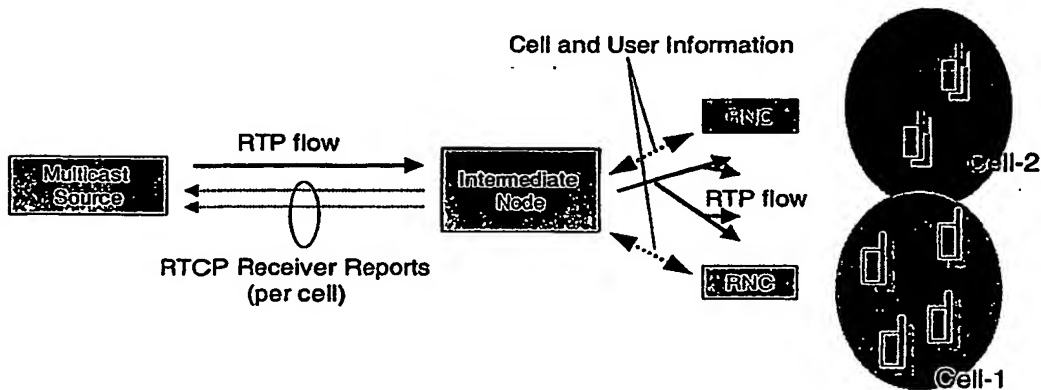 Cell and User Information
RNC
RTP flow
Multicast
Source
Intermediate
Node
Cell-2
RTP flow
RTCP Receiver Reports
(per cell)
RNC
Cell-1